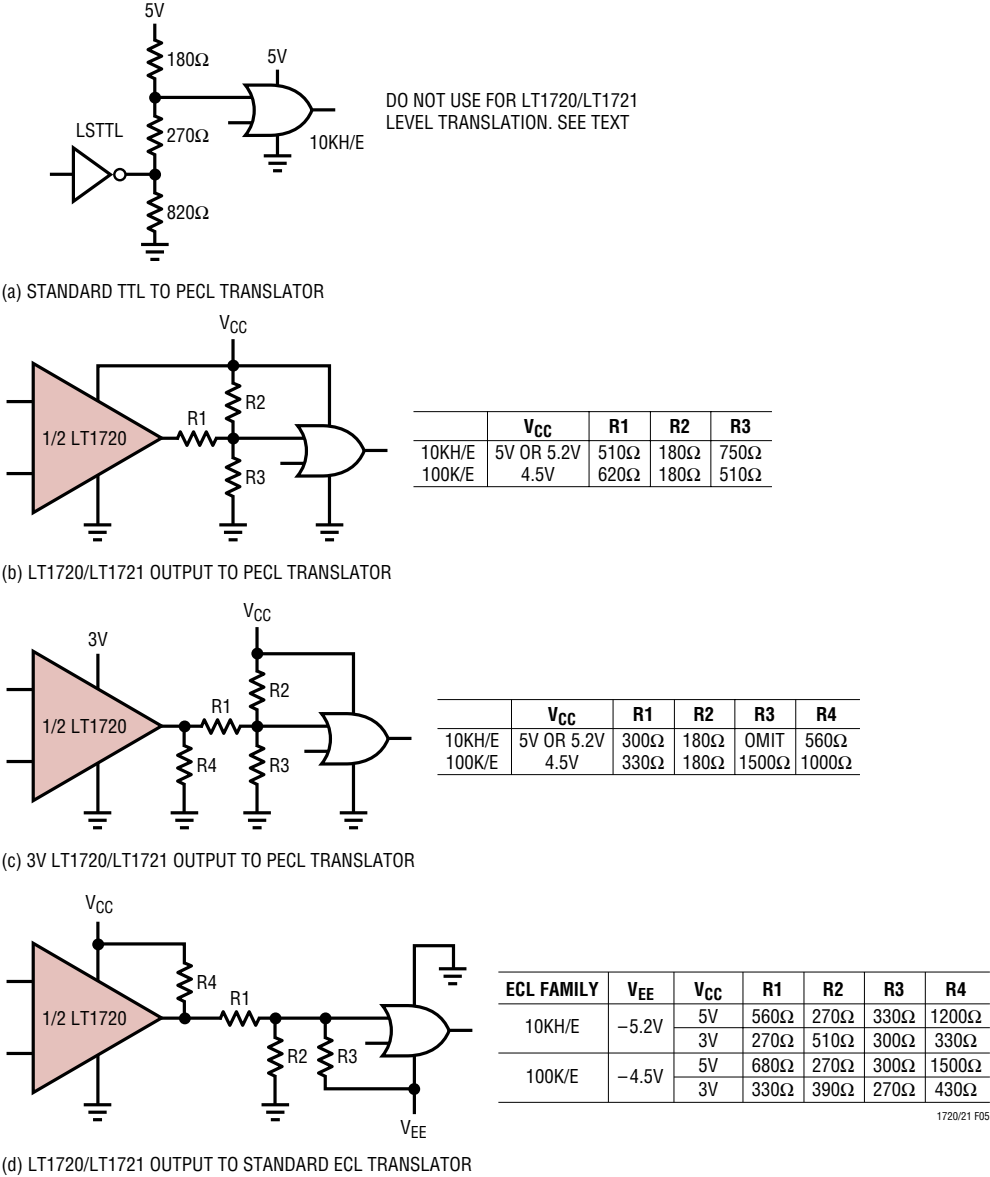 5V
180Ω
5V
DO NOT USE FOR LT1720/LT1721
LEVEL TRANSLATION. SEE TEXT
LSTTL
270Ω
10KH/E
820Ω
(a) STANDARD TTL TO PECL TRANSLATOR
VCC
R2
R1
1/2 LT1720
R3
VCC R1 R2 R3
10KH/E 5V OR 5.2V 510Ω 180Ω 750Ω
100K/E 4.5V 620Ω 180Ω 510Ω
(b) LT1720/LT1721 OUTPUT TO PECL TRANSLATOR
VCC
3V
R2
R1
1/2 LT1720
R4
R3
VCC R1 R2 R3 R4
10KH/E 5V OR 5.2V 300Ω 180Ω OMIT 560Ω
100K/E 4.5V 330Ω 180Ω 1500Ω 1000Ω
(c) 3V LT1720/LT1721 OUTPUT TO PECL TRANSLATOR
VCC
R4
R1
1/2 LT1720
R2
R3
VEE
ECL FAMILY VEE VCC R1 R2 R3 R4
10KH/E –5.2V 5V 560Ω 270Ω 330Ω 1200Ω
3V 270Ω 510Ω 300Ω 330Ω
100K/E –4.5V 5V 680Ω 270Ω 300Ω 1500Ω
3V 330Ω 390Ω 270Ω 430Ω
1720/21 F05
(d) LT1720/LT1721 OUTPUT TO STANDARD ECL TRANSLATOR